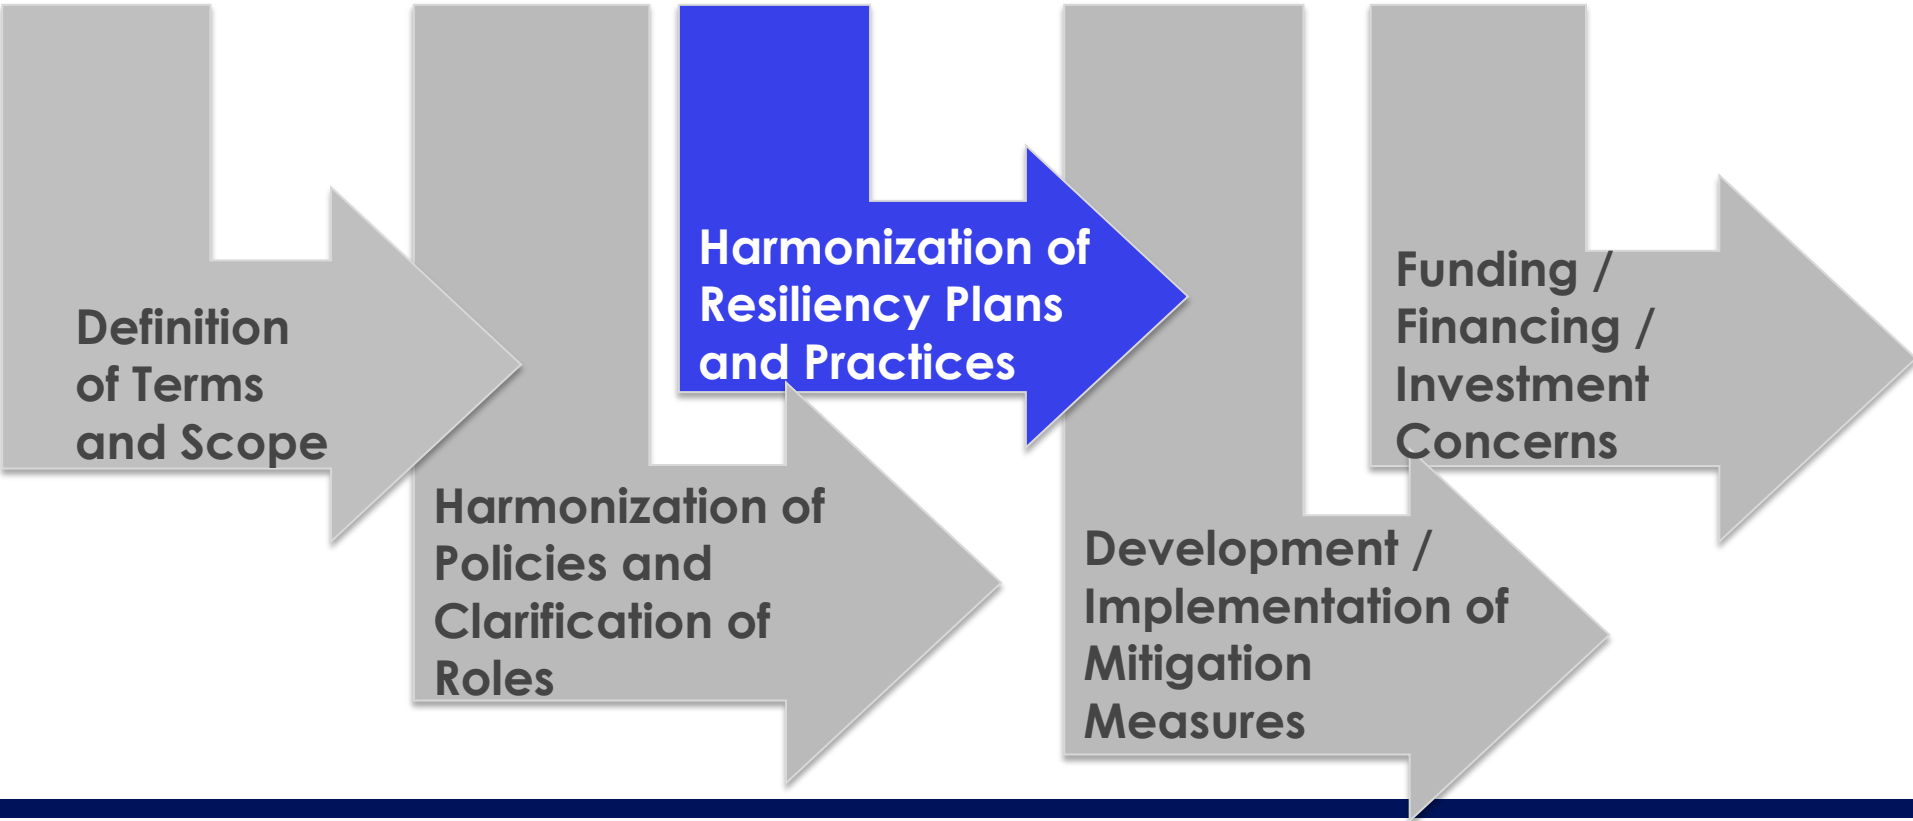 Definition
of Terms
and Scope
Harmonization of
Policies and
Clarification of
Roles
Harmonization of
Resiliency Plans
and Practices
Development /
Implementation of
Mitigation
Measures
Funding /
Financing /
Investment
Concerns